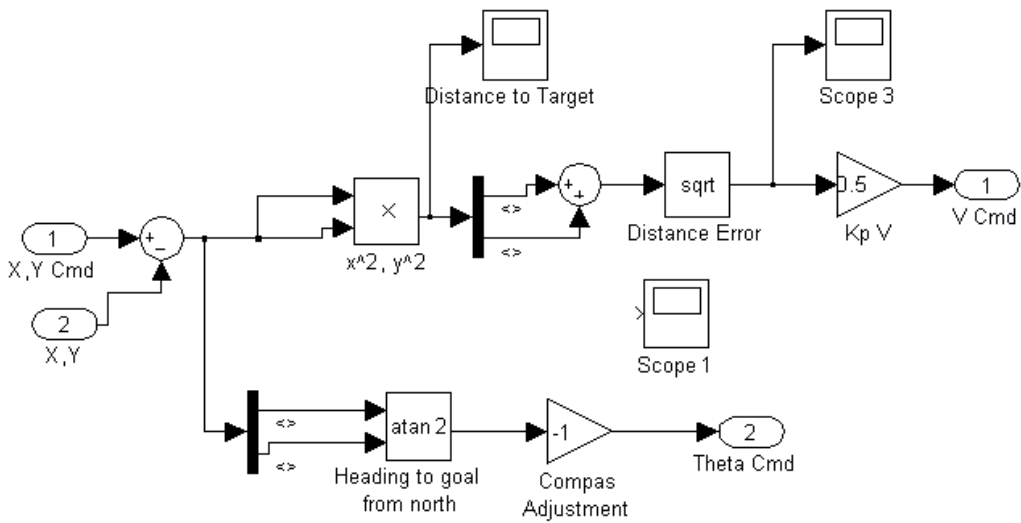 Distance to Target
Scope 3
1
X,Y Cmd
+
−
2
X,Y
×
x^2, y^2
<>
<>
+
+
sqrt
Distance Error
0.5
Kp V
1
V Cmd
Scope 1
<>
<>
atan 2
Heading to goal
from north
-1
Compas
Adjustment
2
Theta Cmd